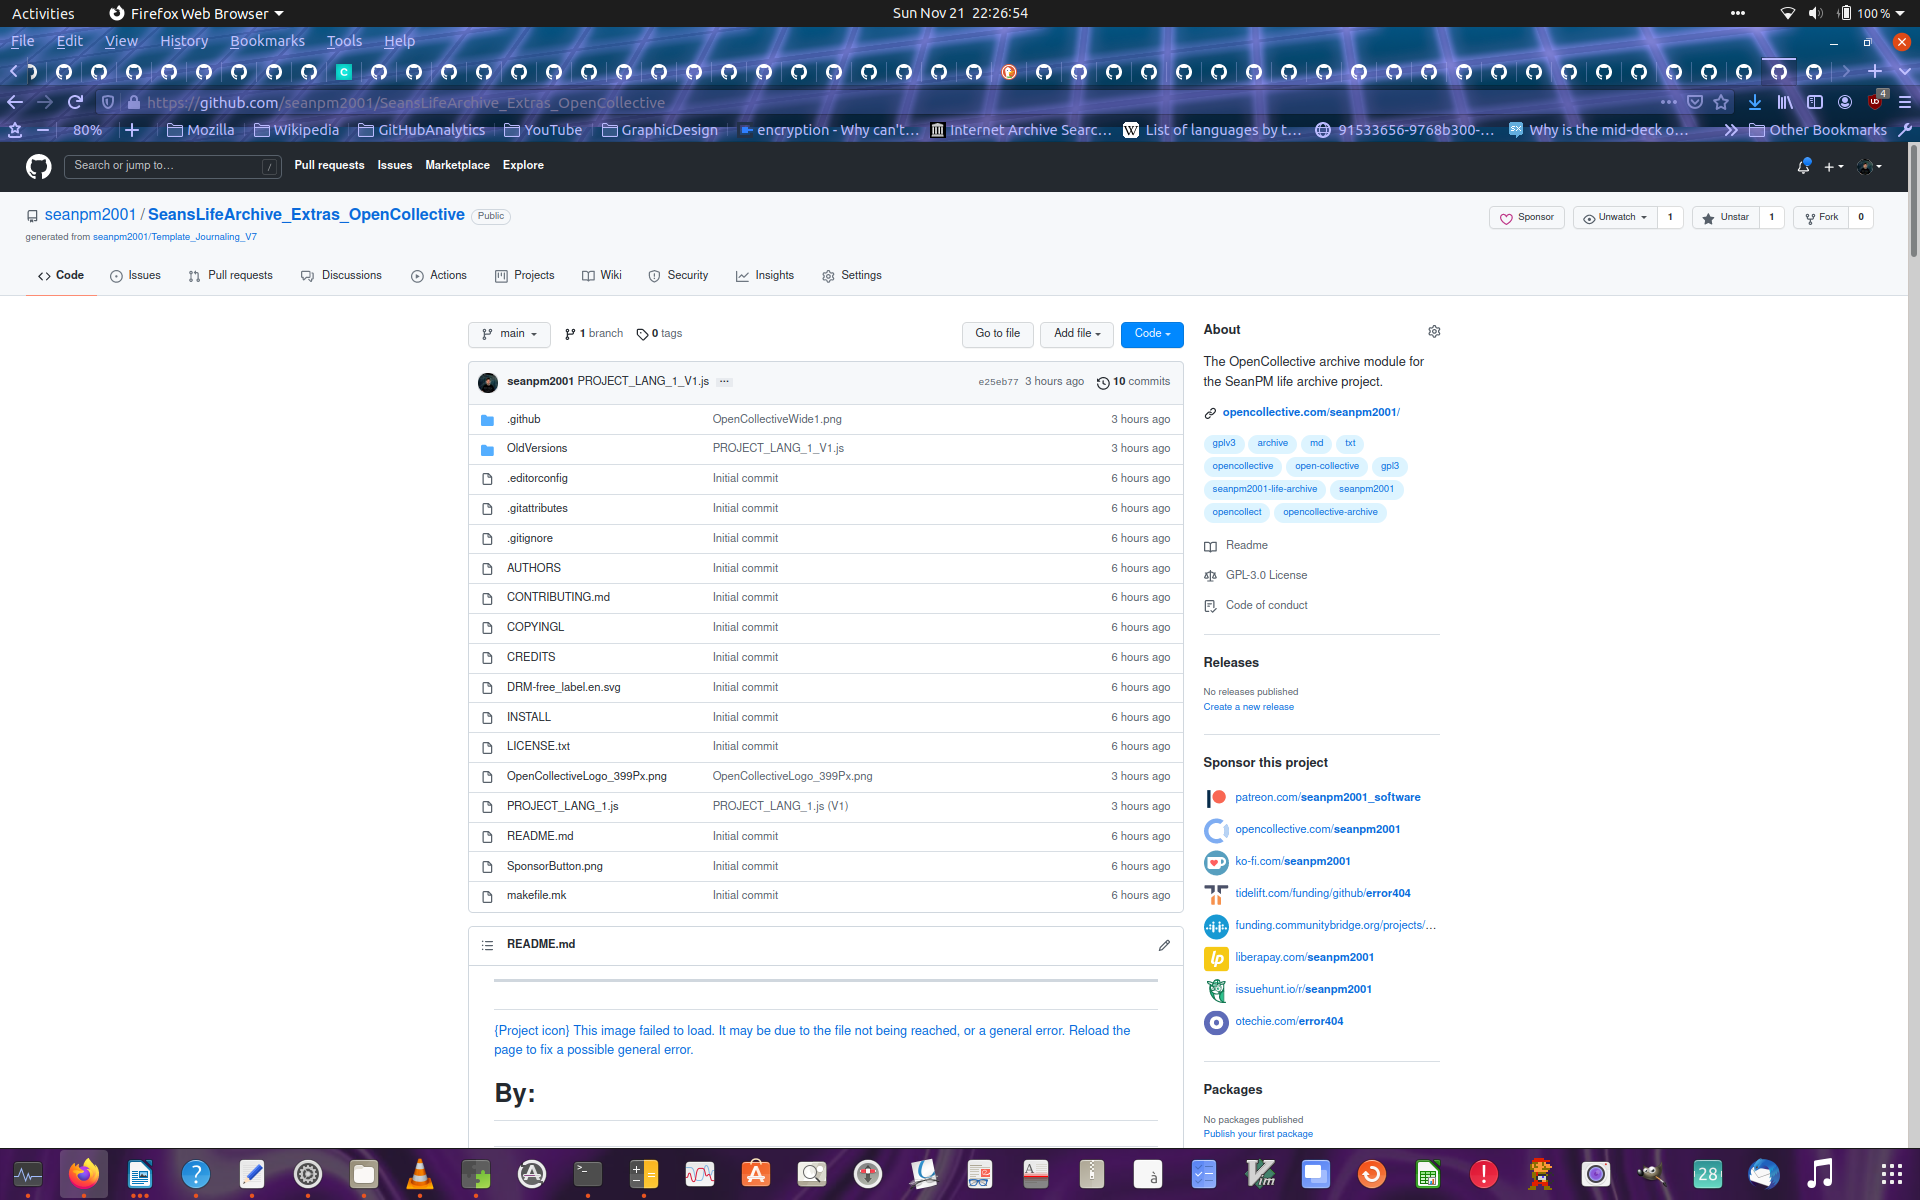 Activities Firefox Web Browser Sun Nov 21 22:26:54 100 %
File Edit View History Bookmarks Tools Help
https://github.com/seanpm2001/SeansLifeArchive_Extras_OpenCollective 4
80% Mozilla Wikipedia GitHubAnalytics YouTube GraphicDesign encryption - Why can't… Internet Archive Searc… List of languages by t… 91533656-9768b300-… Why is the mid-deck o… Other Bookmarks
Search or jump to… / Pull requests Issues Marketplace Explore
seanpm2001 / SeansLifeArchive_Extras_OpenCollective Public Sponsor Unwatch 1 Unstar 1 Fork 0
generated from seanpm2001/Template_Journaling_V7
Code Issues Pull requests Discussions Actions Projects Wiki Security Insights Settings
main 1 branch 0 tags Go to file Add file Code
seanpm2001 PROJECT_LANG_1_V1.js ... e25eb77 3 hours ago 10 commits
.github OpenCollectiveWide1.png 3 hours ago
OldVersions PROJECT_LANG_1_V1.js 3 hours ago
.editorconfig Initial commit 6 hours ago
.gitattributes Initial commit 6 hours ago
.gitignore Initial commit 6 hours ago
AUTHORS Initial commit 6 hours ago
CONTRIBUTING.md Initial commit 6 hours ago
COPYINGL Initial commit 6 hours ago
CREDITS Initial commit 6 hours ago
DRM-free_label.en.svg Initial commit 6 hours ago
INSTALL Initial commit 6 hours ago
LICENSE.txt Initial commit 6 hours ago
OpenCollectiveLogo_399Px.png OpenCollectiveLogo_399Px.png 3 hours ago
PROJECT_LANG_1.js PROJECT_LANG_1.js (V1) 3 hours ago
README.md Initial commit 6 hours ago
SponsorButton.png Initial commit 6 hours ago
makefile.mk Initial commit 6 hours ago
README.md
{Project icon} This image failed to load. It may be due to the file not being reached, or a general error. Reload the
page to fix a possible general error.
By:
About
The OpenCollective archive module for
the SeanPM life archive project.
opencollective.com/seanpm2001/
gplv3 archive md txt
opencollective open-collective gpl3
seanpm2001-life-archive seanpm2001
opencollect opencollective-archive
Readme
GPL-3.0 License
Code of conduct
Releases
No releases published
Create a new release
Sponsor this project
patreon.com/seanpm2001_software
opencollective.com/seanpm2001
ko-fi.com/seanpm2001
tidelift.com/funding/github/error404
funding.communitybridge.org/projects/…
liberapay.com/seanpm2001
issuehunt.io/r/seanpm2001
otechie.com/error404
Packages
No packages published
Publish your first package
28